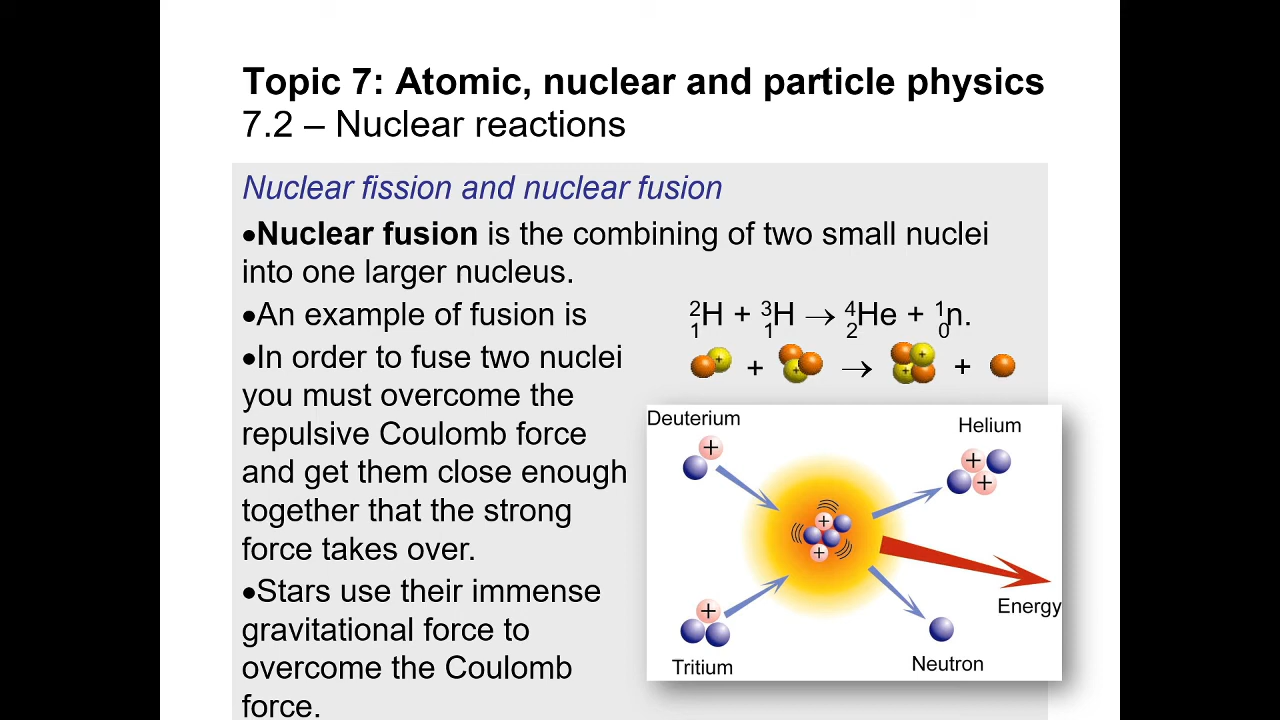 Topic 7: Atomic, nuclear and particle physics
7.2 – Nuclear reactions
Nuclear fission and nuclear fusion
•Nuclear fusion is the combining of two small nuclei
into one larger nucleus.
•An example of fusion is
²₁H + ³₁H → ⁴₂He + ¹₀n.
+ + → + + +
•In order to fuse two nuclei
you must overcome the
repulsive Coulomb force
and get them close enough
together that the strong
force takes over.
•Stars use their immense
gravitational force to
overcome the Coulomb
force.
Deuterium
Helium
+
+
+
+
+
+
Energy
Tritium
Neutron